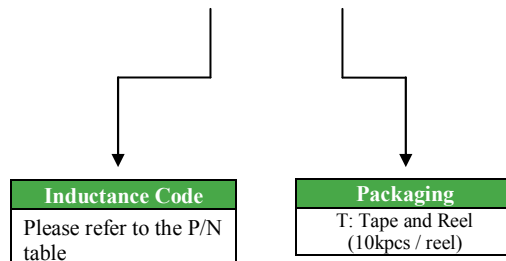 Inductance Code
Please refer to the P/N
table
Packaging
T: Tape and Reel
(10kpcs / reel)